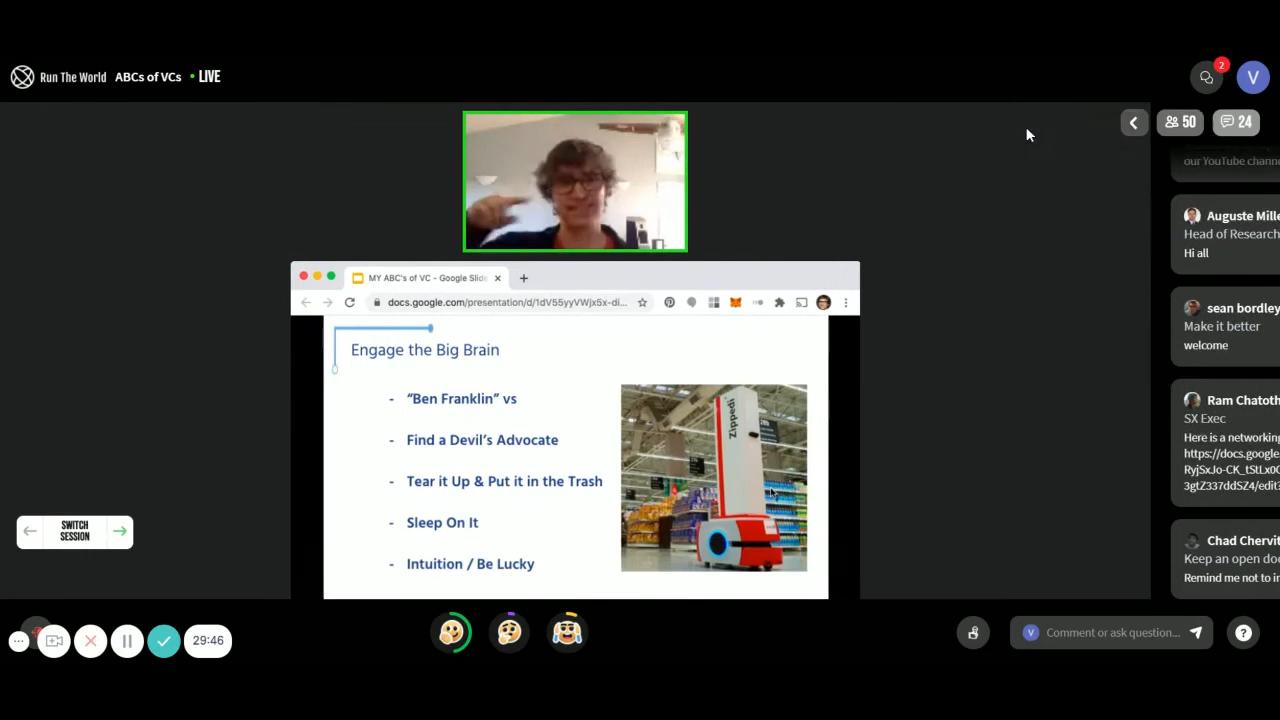 Run The World ABCs of VCs • LIVE
2
V
50
24
our YouTube chann
Auguste Mille
Head of Research
Hi all
sean bordley
Make it better
welcome
Ram Chatoth
SX Exec
Here is a networking
https://docs.google.
RyjSxJo-CK_tStLx0C
3gtZ337ddSZ4/edit?
Chad Chervit
Keep an open doo
Remind me not to in
MY ABC's of VC - Google Slide
docs.google.com/presentation/d/1dV55yyVWjx5x-di...
Engage the Big Brain
- “Ben Franklin” vs
- Find a Devil’s Advocate
- Tear it Up & Put it in the Trash
- Sleep On It
- Intuition / Be Lucky
Zippedi
SWITCH
SESSION
29:46
V
Comment or ask question...
?